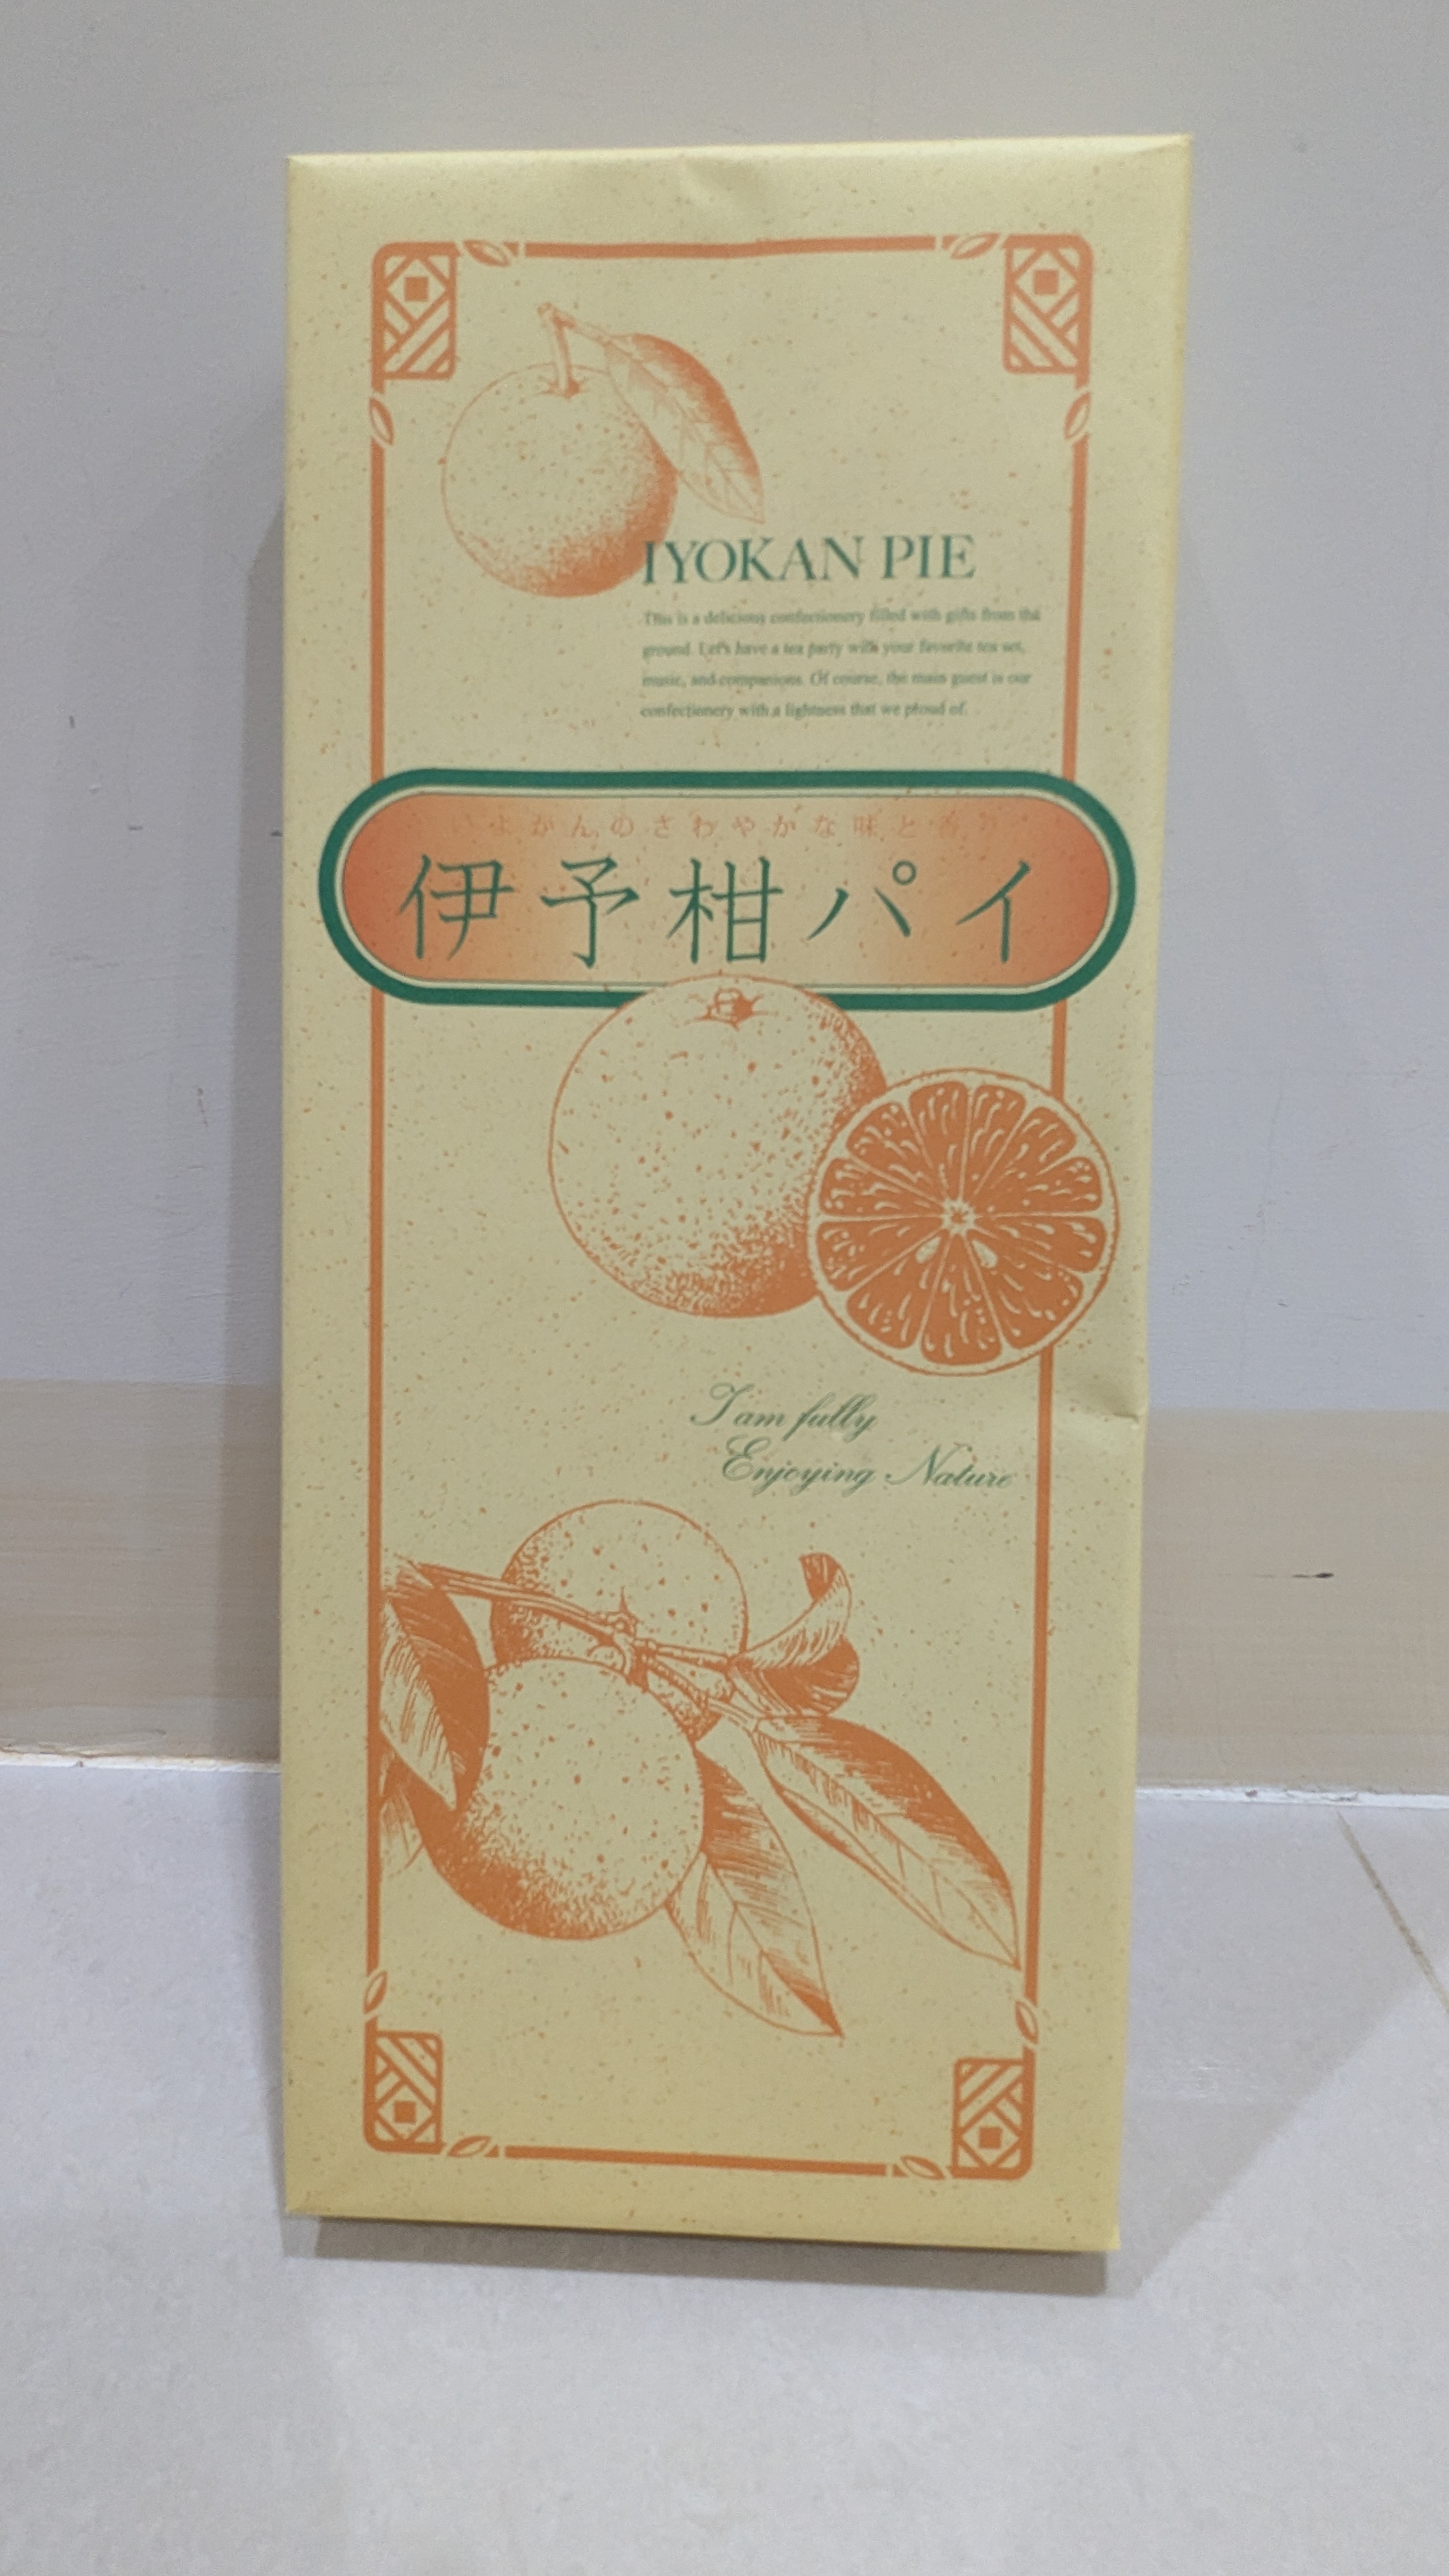 IYOKAN PIE
This is a delicious confectionery filled with gifts from the
ground. Let's have a tea party with your favorite tea set,
music, and companions. Of course, the main guest is our
confectionery with a lightness that we proud of.
いよかんのさわやかな味と香り
伊予柑パイ
I am fully
Enjoying Nature